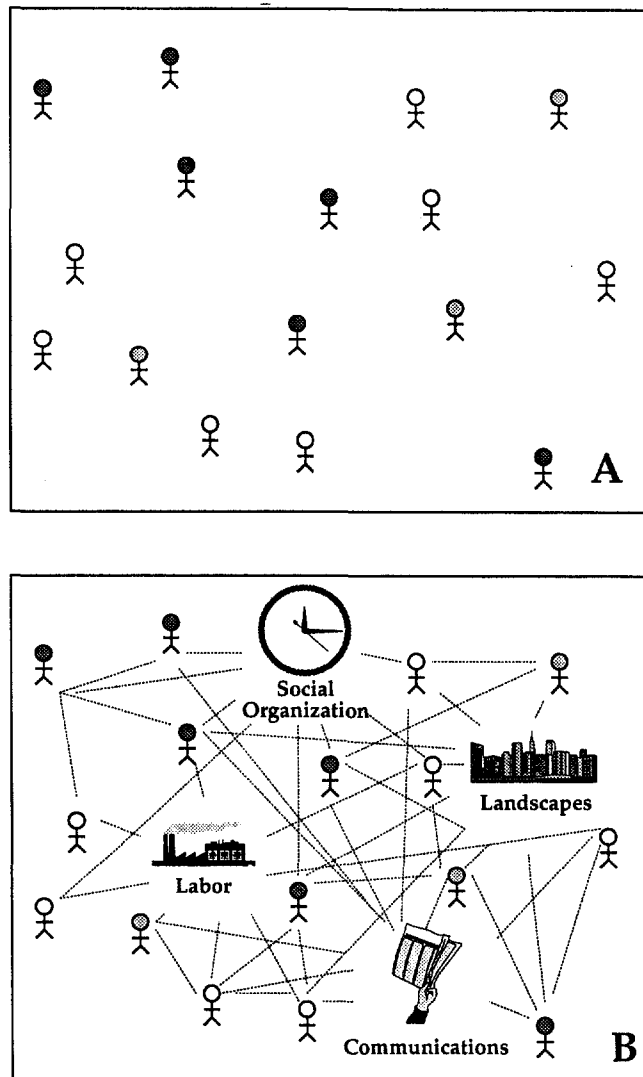 A
Social
Organization
Landscapes
Labor
Communications
B